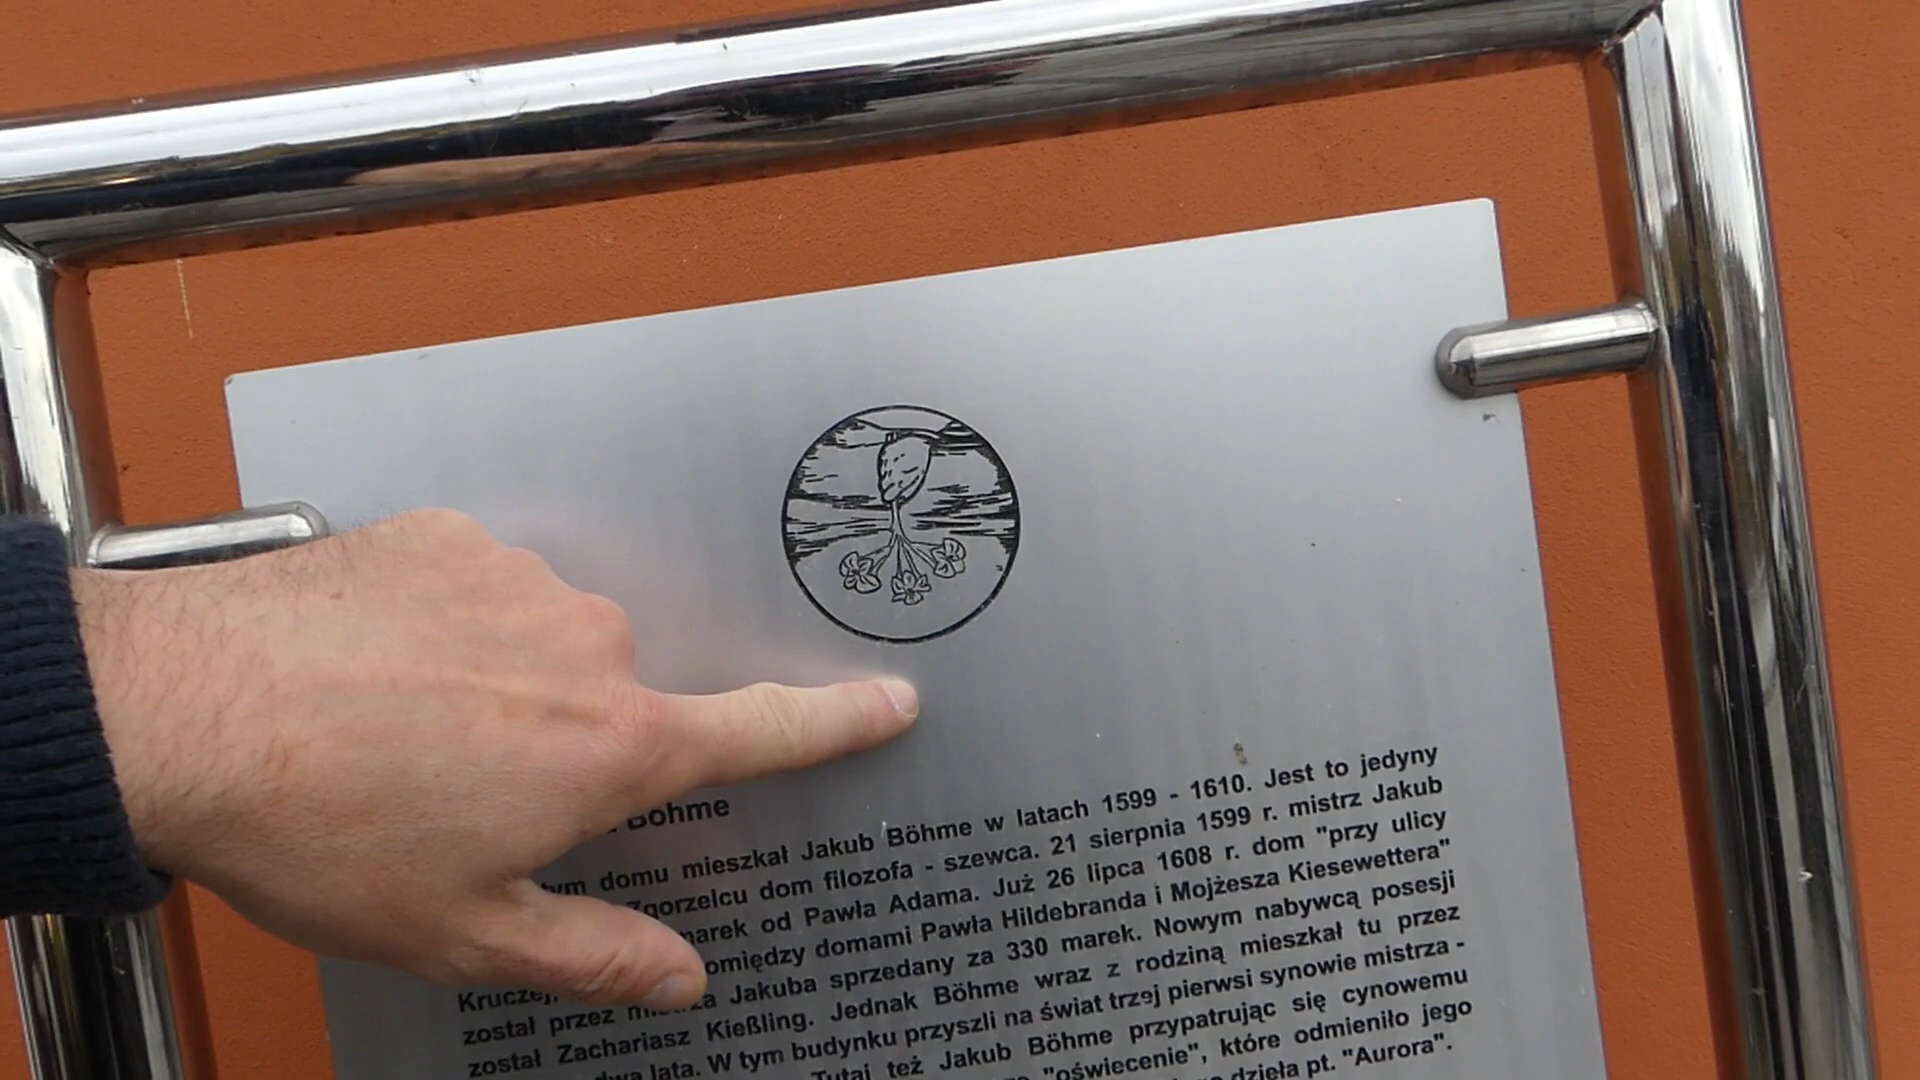 Böhme
tym domu mieszkał Jakub Böhme w latach 1599 - 1610. Jest to jedyny
Zgorzelcu dom filozofa - szewca. 21 sierpnia 1599 r. mistrz Jakub
marek od Pawła Adama. Już 26 lipca 1608 r. dom "przy ulicy
Kruczej, pomiędzy domami Pawła Hildebranda i Mojżesza Kiesewettera"
został przez mistrza Jakuba sprzedany za 330 marek. Nowym nabywcą posesji
został Zachariasz Kießling. Jednak Böhme wraz z rodziną mieszkał tu przez
dwa lata. W tym budynku przyszli na świat trzej pierwsi synowie mistrza -
Tutaj też Jakub Böhme przypatrując się cynowemu
"oświecenie", które odmieniło jego
dzieła pt. "Aurora".